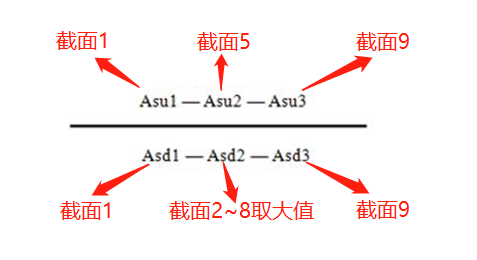 截面1 截面5 截面9
Asu1 — Asu2 — Asu3
Asd1 — Asd2 — Asd3
截面1 截面2~8取大值 截面9